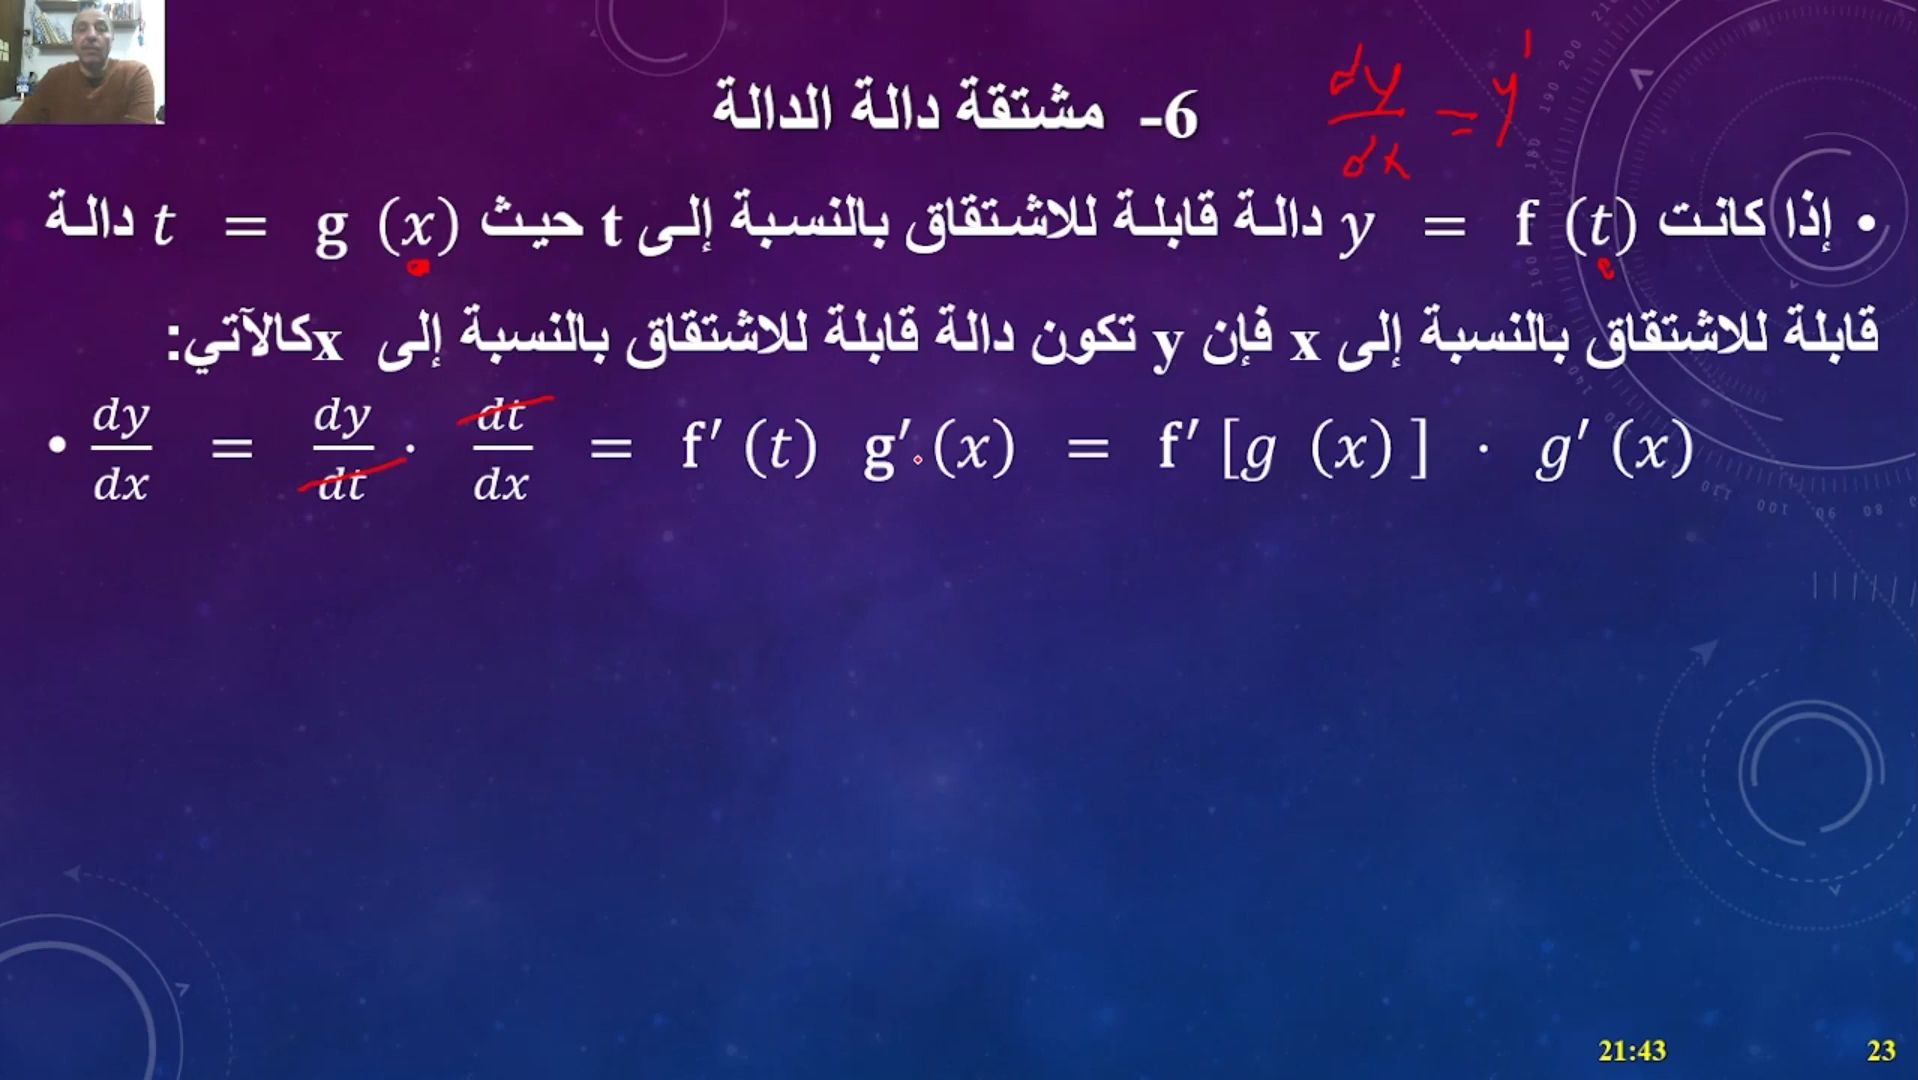 6- مشتقة دالة الدالة
dy/dx = y'
• إذا كانت y = f (t) دالة قابلة للاشتقاق بالنسبة إلى t حيث t = g (x) دالة
قابلة للاشتقاق بالنسبة إلى x فإن y تكون دالة قابلة للاشتقاق بالنسبة إلى xكالآتي:
• dy/dx = dy/dt · dt/dx = f′ (t) g′ (x) = f′ [g (x)] · g′ (x)
21:43
23